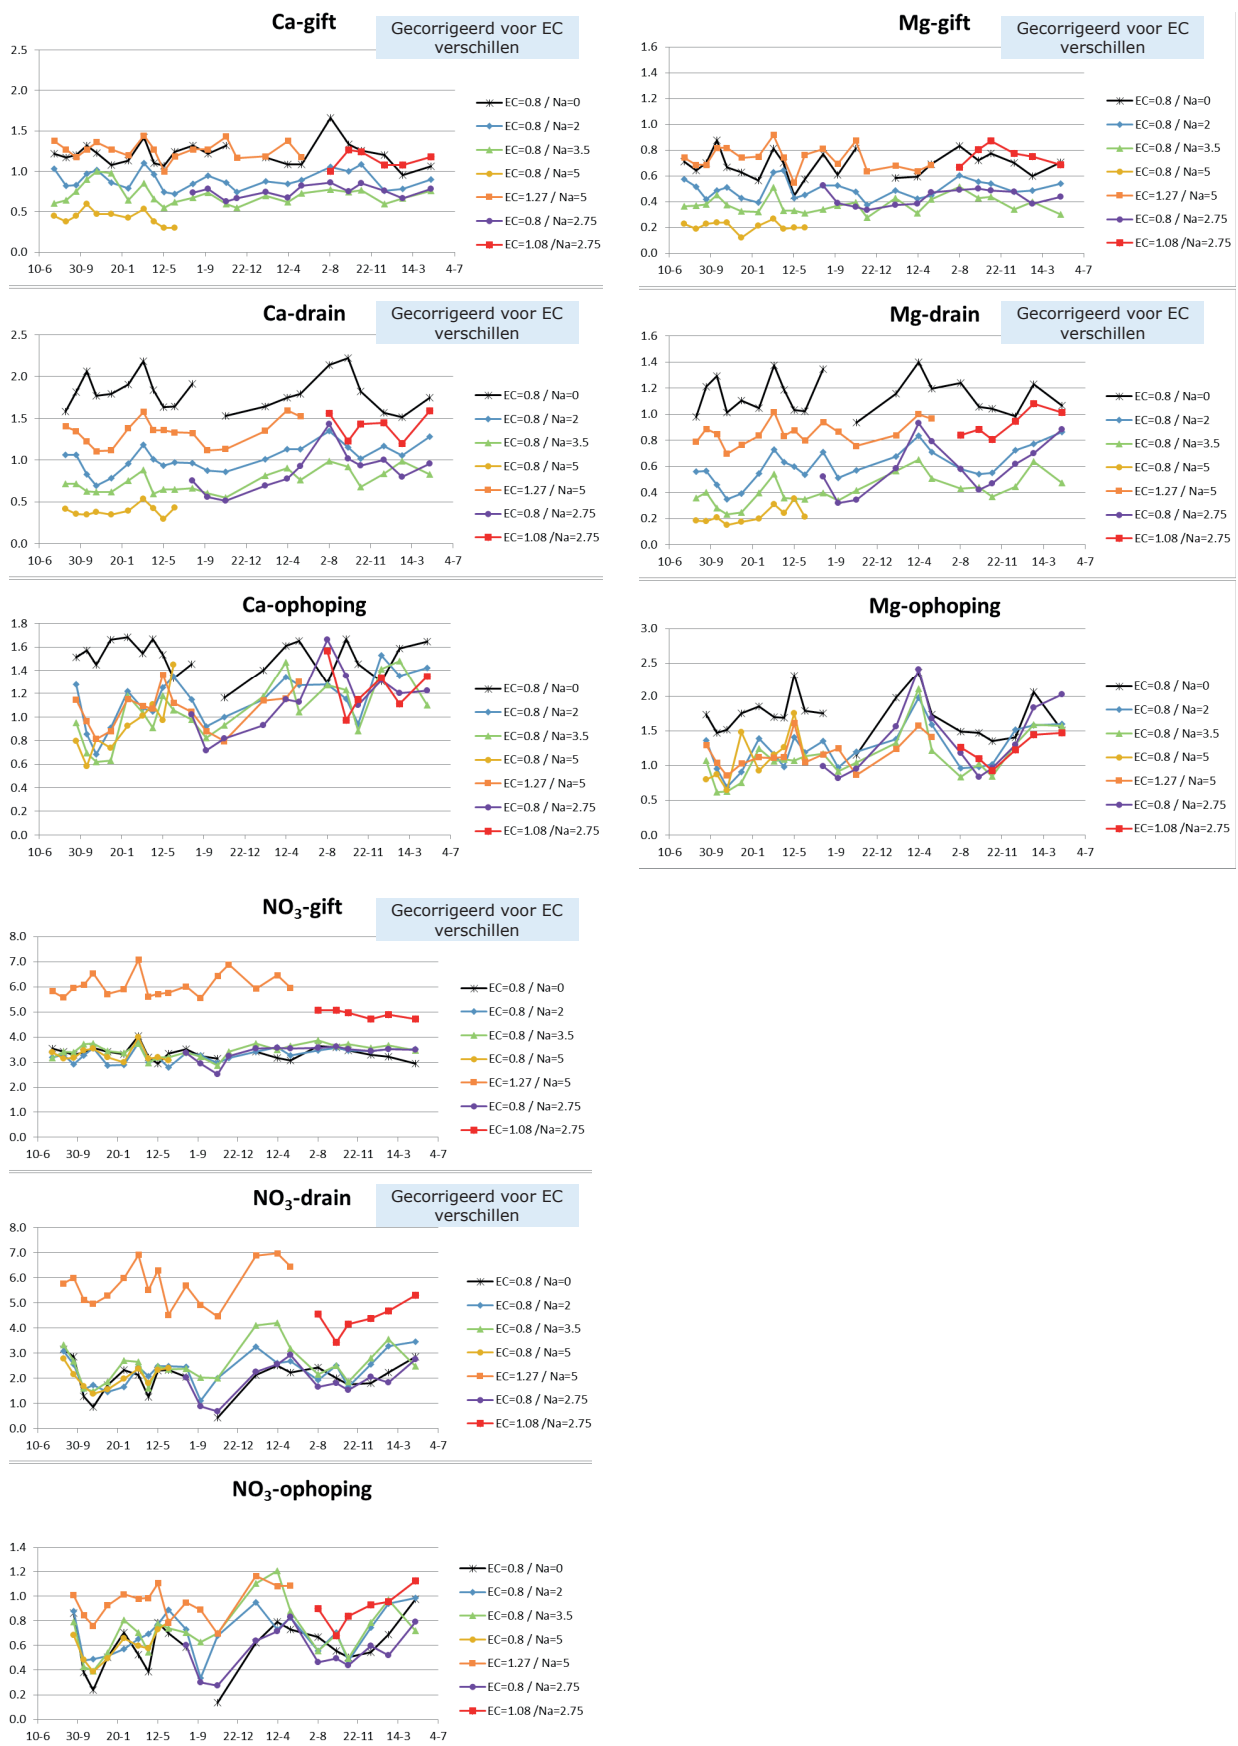 Ca-gift
Gecorrigeerd voor EC
verschillen
2.5
2.0
1.5
1.0
0.5
0.0
10-6 30-9 20-1 12-5 1-9 22-12 12-4 2-8 22-11 14-3 4-7
EC=0.8 / Na=0
EC=0.8 / Na=2
EC=0.8 / Na=3.5
EC=0.8 / Na=5
EC=1.27 / Na=5
EC=0.8 / Na=2.75
EC=1.08 /Na=2.75
Mg-gift
Gecorrigeerd voor EC
verschillen
1.6
1.4
1.2
1.0
0.8
0.6
0.4
0.2
0.0
10-6 30-9 20-1 12-5 1-9 22-12 12-4 2-8 22-11 14-3 4-7
EC=0.8 / Na=0
EC=0.8 / Na=2
EC=0.8 / Na=3.5
EC=0.8 / Na=5
EC=1.27 / Na=5
EC=0.8 / Na=2.75
EC=1.08 /Na=2.75
Ca-drain
Gecorrigeerd voor EC
verschillen
2.5
2.0
1.5
1.0
0.5
0.0
10-6 30-9 20-1 12-5 1-9 22-12 12-4 2-8 22-11 14-3 4-7
EC=0.8 / Na=0
EC=0.8 / Na=2
EC=0.8 / Na=3.5
EC=0.8 / Na=5
EC=1.27 / Na=5
EC=0.8 / Na=2.75
EC=1.08 /Na=2.75
Mg-drain
Gecorrigeerd voor EC
verschillen
1.6
1.4
1.2
1.0
0.8
0.6
0.4
0.2
0.0
10-6 30-9 20-1 12-5 1-9 22-12 12-4 2-8 22-11 14-3 4-7
EC=0.8 / Na=0
EC=0.8 / Na=2
EC=0.8 / Na=3.5
EC=0.8 / Na=5
EC=1.27 / Na=5
EC=0.8 / Na=2.75
EC=1.08 /Na=2.75
Ca-ophoping
1.8
1.6
1.4
1.2
1.0
0.8
0.6
0.4
0.2
0.0
10-6 30-9 20-1 12-5 1-9 22-12 12-4 2-8 22-11 14-3 4-7
EC=0.8 / Na=0
EC=0.8 / Na=2
EC=0.8 / Na=3.5
EC=0.8 / Na=5
EC=1.27 / Na=5
EC=0.8 / Na=2.75
EC=1.08 /Na=2.75
Mg-ophoping
3.0
2.5
2.0
1.5
1.0
0.5
0.0
10-6 30-9 20-1 12-5 1-9 22-12 12-4 2-8 22-11 14-3 4-7
EC=0.8 / Na=0
EC=0.8 / Na=2
EC=0.8 / Na=3.5
EC=0.8 / Na=5
EC=1.27 / Na=5
EC=0.8 / Na=2.75
EC=1.08 /Na=2.75
NO₃-gift
Gecorrigeerd voor EC
verschillen
8.0
7.0
6.0
5.0
4.0
3.0
2.0
1.0
0.0
10-6 30-9 20-1 12-5 1-9 22-12 12-4 2-8 22-11 14-3 4-7
EC=0.8 / Na=0
EC=0.8 / Na=2
EC=0.8 / Na=3.5
EC=0.8 / Na=5
EC=1.27 / Na=5
EC=0.8 / Na=2.75
EC=1.08 /Na=2.75
NO₃-drain
Gecorrigeerd voor EC
verschillen
8.0
7.0
6.0
5.0
4.0
3.0
2.0
1.0
0.0
10-6 30-9 20-1 12-5 1-9 22-12 12-4 2-8 22-11 14-3 4-7
EC=0.8 / Na=0
EC=0.8 / Na=2
EC=0.8 / Na=3.5
EC=0.8 / Na=5
EC=1.27 / Na=5
EC=0.8 / Na=2.75
EC=1.08 /Na=2.75
NO₃-ophoping
1.4
1.2
1.0
0.8
0.6
0.4
0.2
0.0
10-6 30-9 20-1 12-5 1-9 22-12 12-4 2-8 22-11 14-3 4-7
EC=0.8 / Na=0
EC=0.8 / Na=2
EC=0.8 / Na=3.5
EC=0.8 / Na=5
EC=1.27 / Na=5
EC=0.8 / Na=2.75
EC=1.08 /Na=2.75